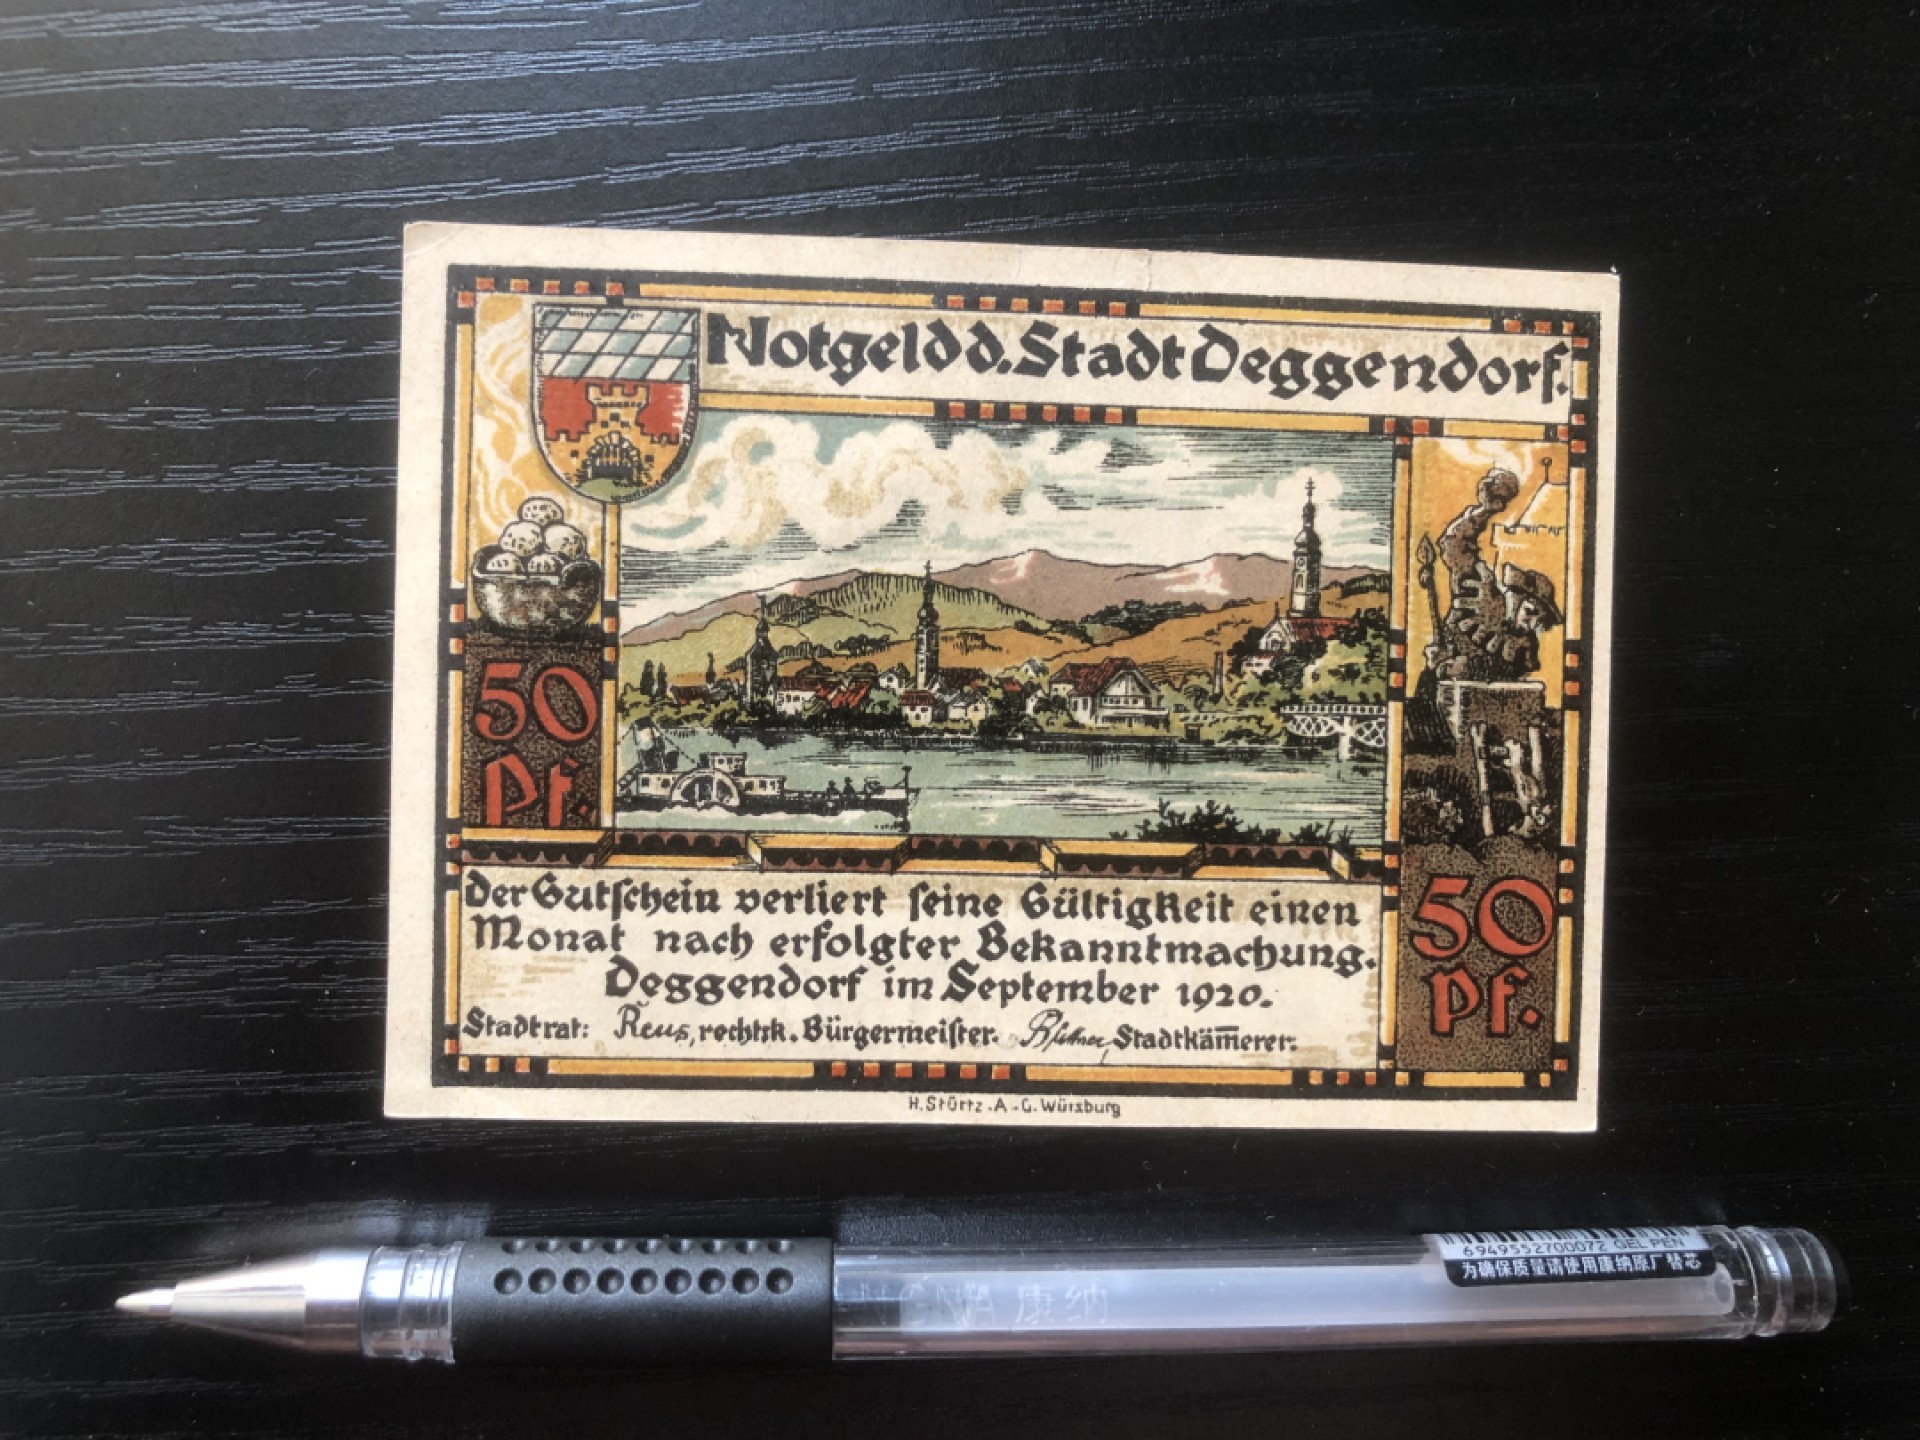 Notgeld d. Stadt Deggendorf.
50
Pf.
der Gutschein verliert seine Gültigkeit einen
Monat nach erfolgter Bekanntmachung.
Deggendorf im September 1920.
Stadtrat: Reus, rechtsk. Bürgermeister. Stadtkäm̄erer.
50
Pf.
H. Stürtz. A-G. Würzburg
6949552700072 GEL PEN
为确保质量请使用康纳原厂替芯
康纳